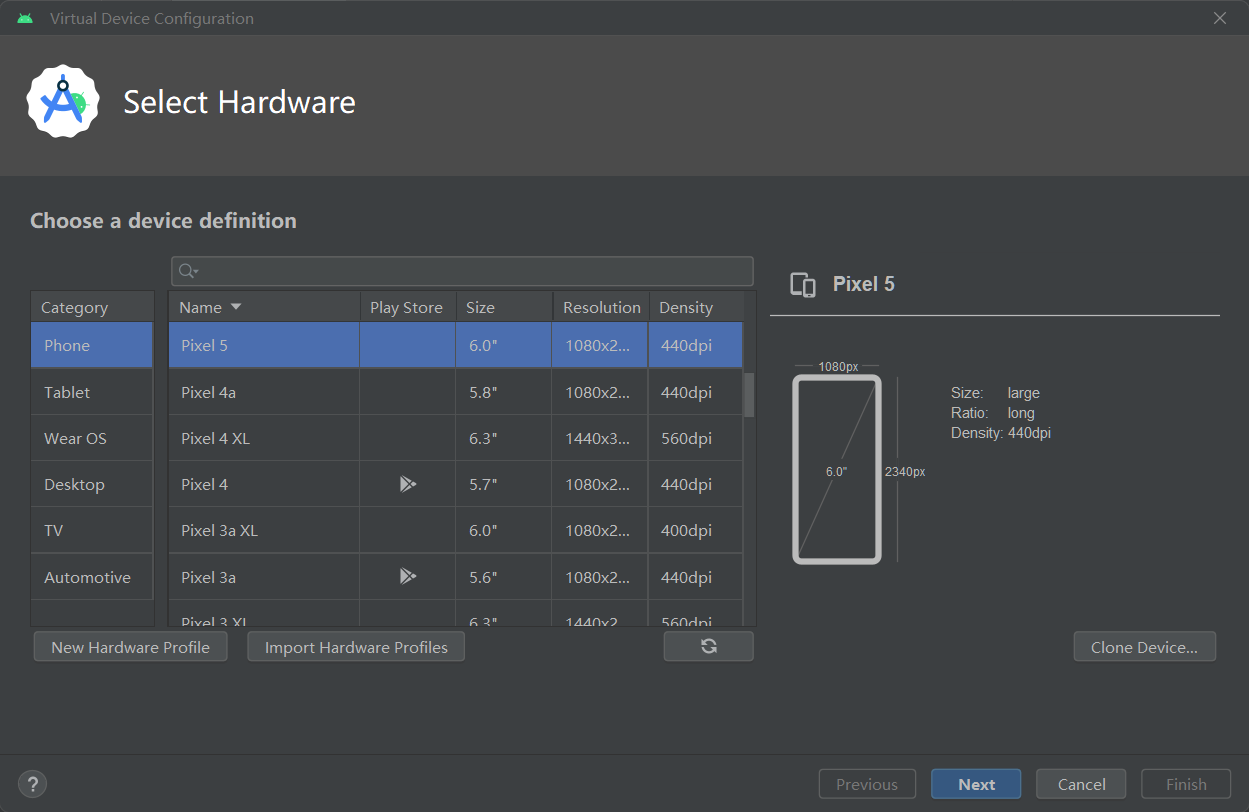 Virtual Device Configuration
Select Hardware
Choose a device definition
Category
Phone
Tablet
Wear OS
Desktop
TV
Automotive
Name Play Store Size Resolution Density
Pixel 5 6.0" 1080x2... 440dpi
Pixel 4a 5.8" 1080x2... 440dpi
Pixel 4 XL 6.3" 1440x3... 560dpi
Pixel 4 5.7" 1080x2... 440dpi
Pixel 3a XL 6.0" 1080x2... 400dpi
Pixel 3a 5.6" 1080x2... 440dpi
Pixel 3 XL 6.3" 1440x2... 560dpi
New Hardware Profile Import Hardware Profiles
Pixel 5
1080px
6.0"
2340px
Size: large
Ratio: long
Density: 440dpi
Clone Device...
? Previous Next Cancel Finish